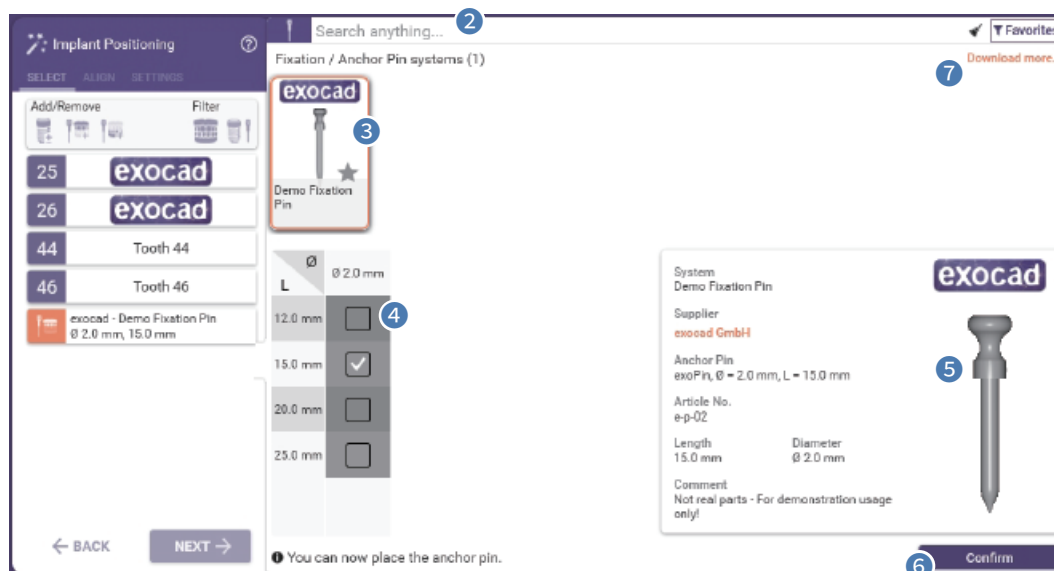 Implant Positioning
SELECT ALIGN SETTINGS
Add/Remove Filter
25 exocad
26 exocad
44 Tooth 44
46 Tooth 46
exocad - Demo Fixation Pin
Ø 2.0 mm, 15.0 mm
← BACK NEXT →
Search anything... 2
Favorites
Fixation / Anchor Pin systems (1)
7 Download more.
exocad
3
Demo Fixation
Pin
Ø
L
Ø 2.0 mm
12.0 mm 4
15.0 mm
20.0 mm
25.0 mm
exocad
System
Demo Fixation Pin
Supplier
exocad GmbH
Anchor Pin
exoPin, Ø = 2.0 mm, L = 15.0 mm
5
Article No.
e-p-02
Length Diameter
15.0 mm Ø 2.0 mm
Comment
Not real parts - For demonstration usage
only!
You can now place the anchor pin.
6 Confirm